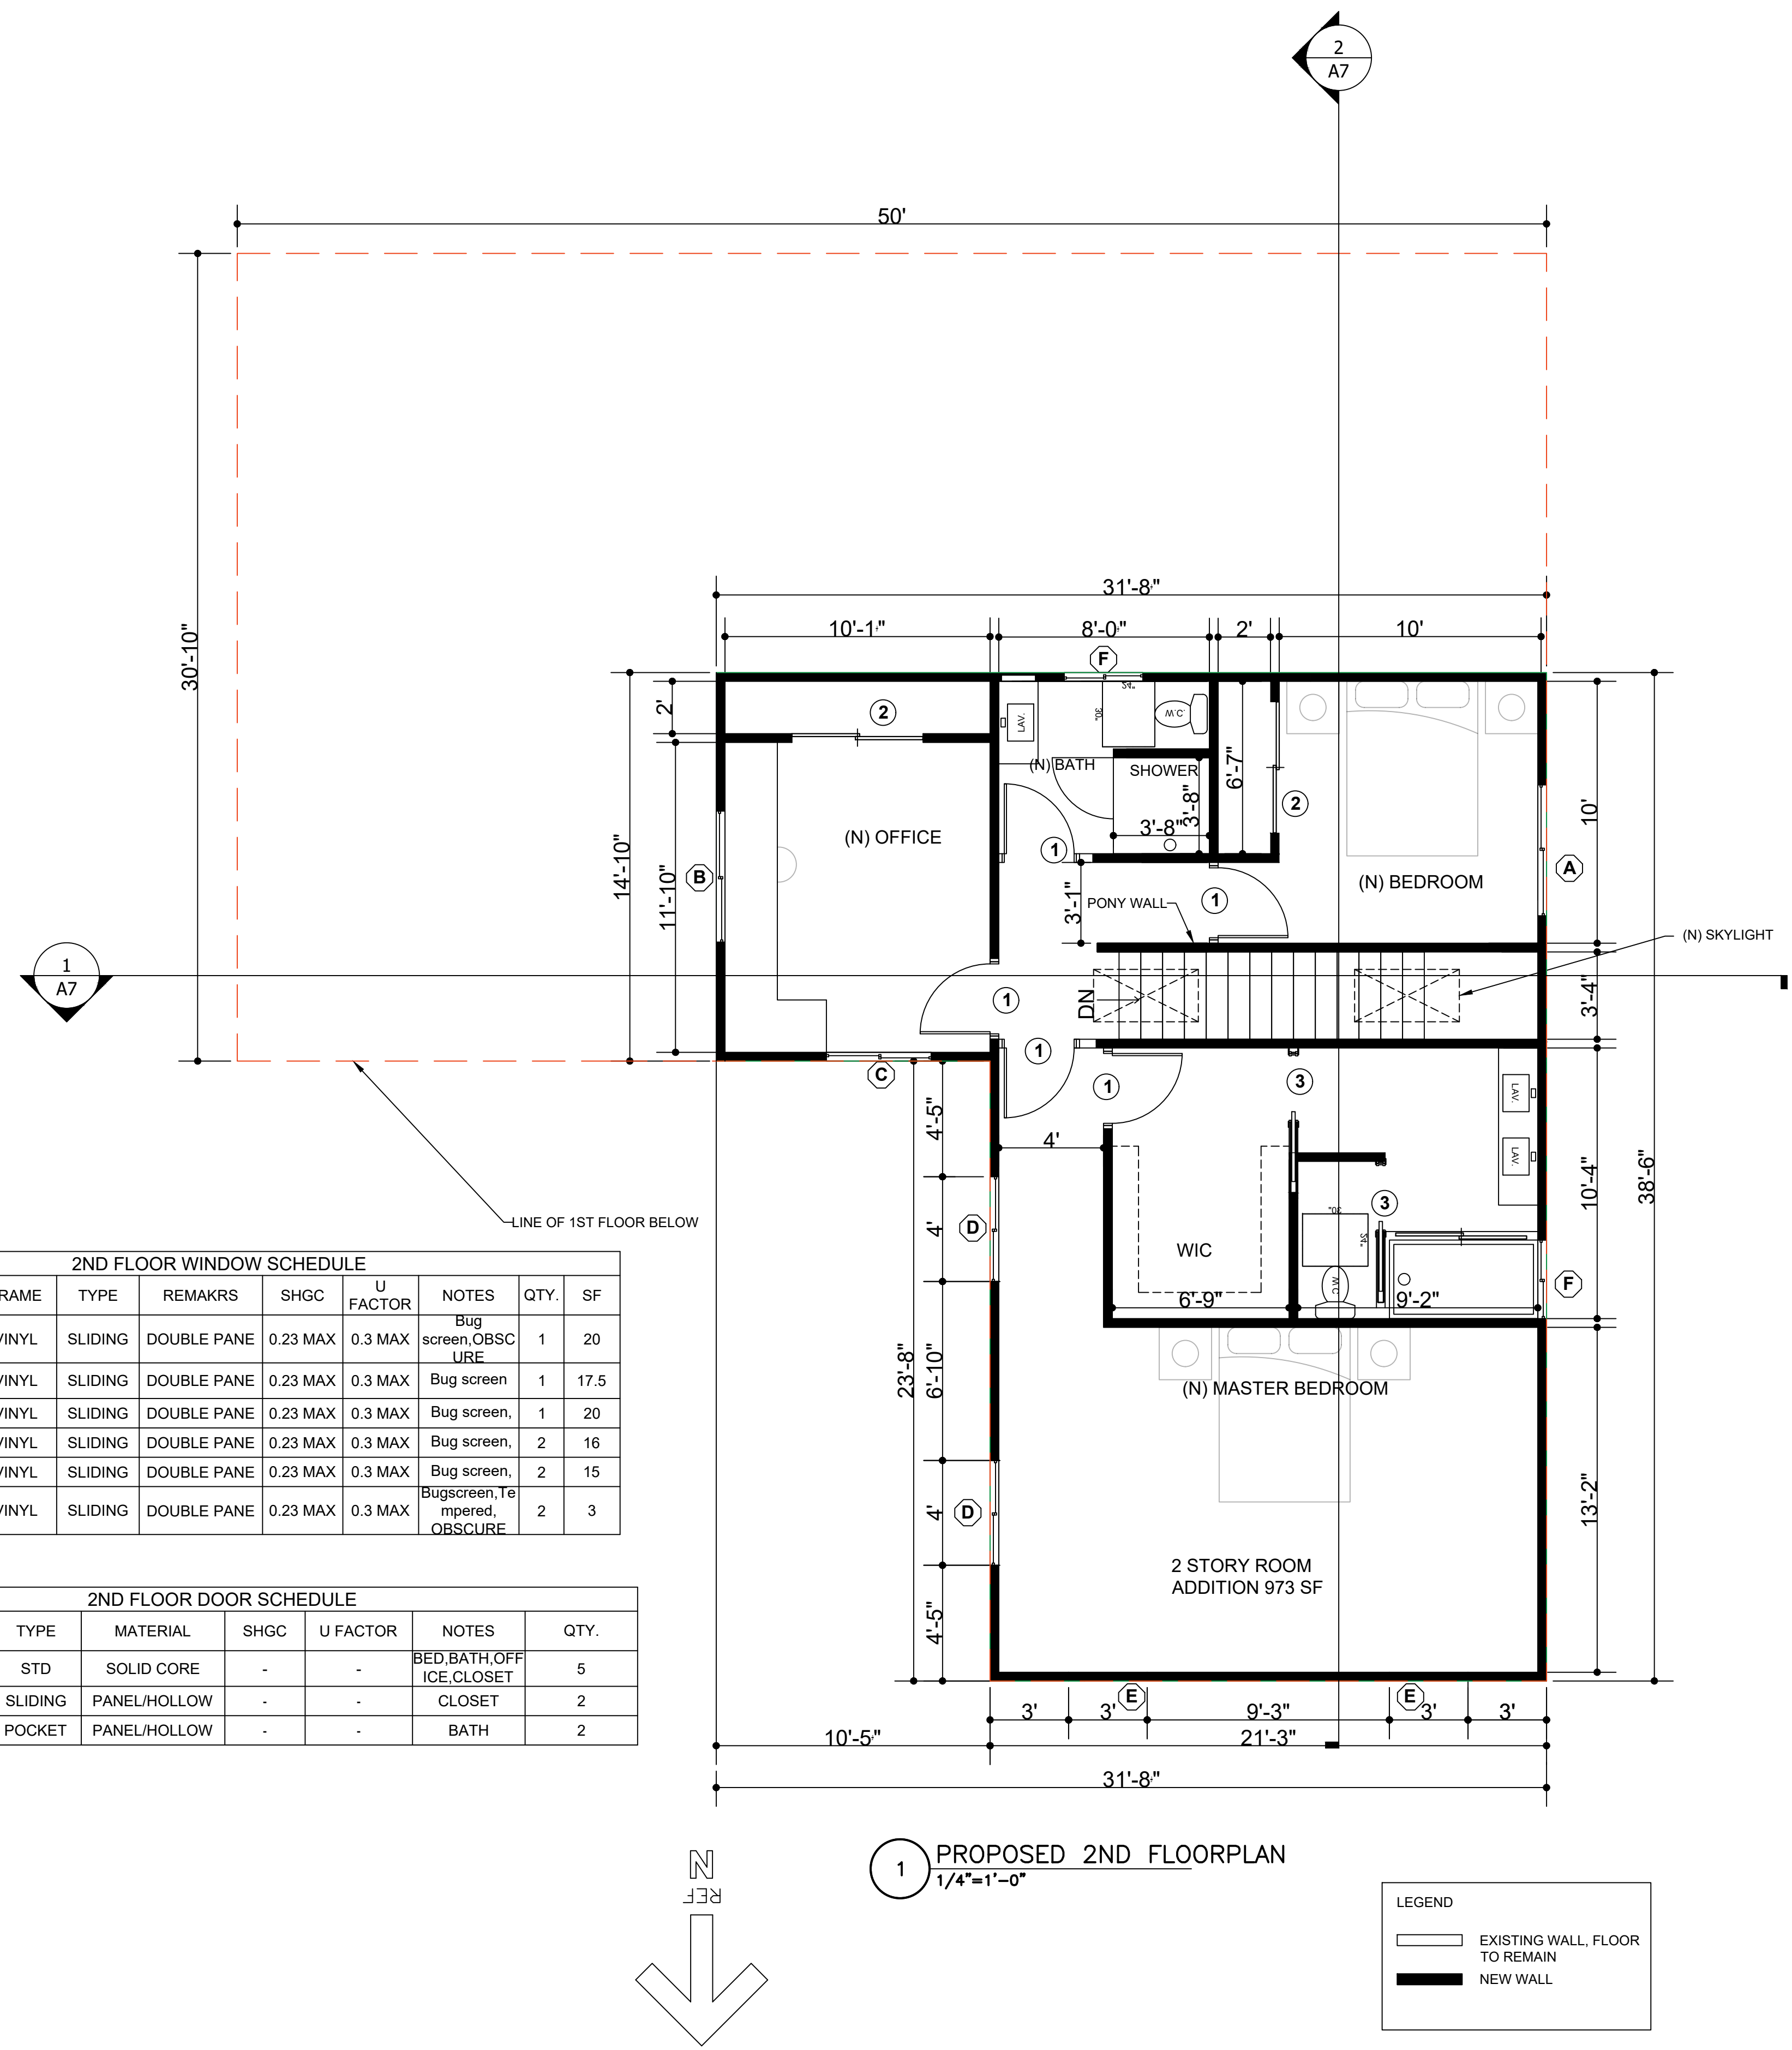 2
A7
50'
30'-10"
31'-8"
10'-1"
8'-0"
2'
10'
F
24"
30"
W.C.
LAV.
2'
2
(N) BATH
SHOWER
6'-7"
3'-8"
3'-8"
2
10'
(N) OFFICE
14'-10"
11'-10"
B
1
A
(N) BEDROOM
3'-1"
PONY WALL
1
(N) SKYLIGHT
1
A7
DN
1
3'-4"
1
C
1
3
LAV.
LAV.
4'-5"
4'
10'-4"
38'-6"
3
30"
24"
W.C
LINE OF 1ST FLOOR BELOW
D
4'
WIC
F
6'-9"
9'-2"
23'-8"
6'-10"
(N) MASTER BEDROOM
D
4'
13'-2"
2 STORY ROOM
ADDITION 973 SF
4'-5"
E
E
3'
3'
9'-3"
3'
3'
10'-5"
21'-3"
31'-8"
2ND FLOOR WINDOW SCHEDULE
RAME TYPE REMAKRS SHGC U FACTOR NOTES QTY. SF
VINYL SLIDING DOUBLE PANE 0.23 MAX 0.3 MAX Bug screen,OBSC URE 1 20
VINYL SLIDING DOUBLE PANE 0.23 MAX 0.3 MAX Bug screen 1 17.5
VINYL SLIDING DOUBLE PANE 0.23 MAX 0.3 MAX Bug screen, 1 20
VINYL SLIDING DOUBLE PANE 0.23 MAX 0.3 MAX Bug screen, 2 16
VINYL SLIDING DOUBLE PANE 0.23 MAX 0.3 MAX Bug screen, 2 15
VINYL SLIDING DOUBLE PANE 0.23 MAX 0.3 MAX Bugscreen,Te mpered, OBSCURE 2 3
2ND FLOOR DOOR SCHEDULE
TYPE MATERIAL SHGC U FACTOR NOTES QTY.
STD SOLID CORE - - BED,BATH,OFF ICE,CLOSET 5
SLIDING PANEL/HOLLOW - - CLOSET 2
POCKET PANEL/HOLLOW - - BATH 2
1
PROPOSED 2ND FLOORPLAN
1/4"=1'-0"
N
REF
LEGEND
EXISTING WALL, FLOOR
TO REMAIN
NEW WALL